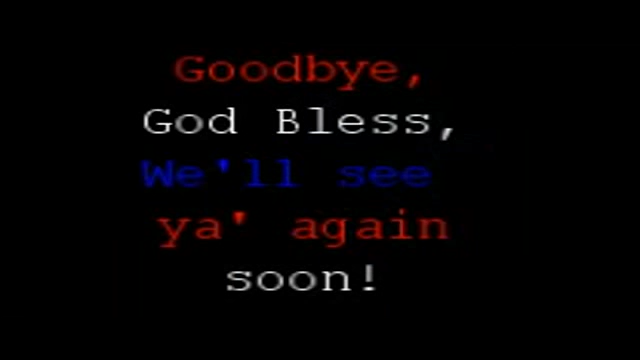 Goodbye,
God Bless,
We'll see
ya' again
soon!